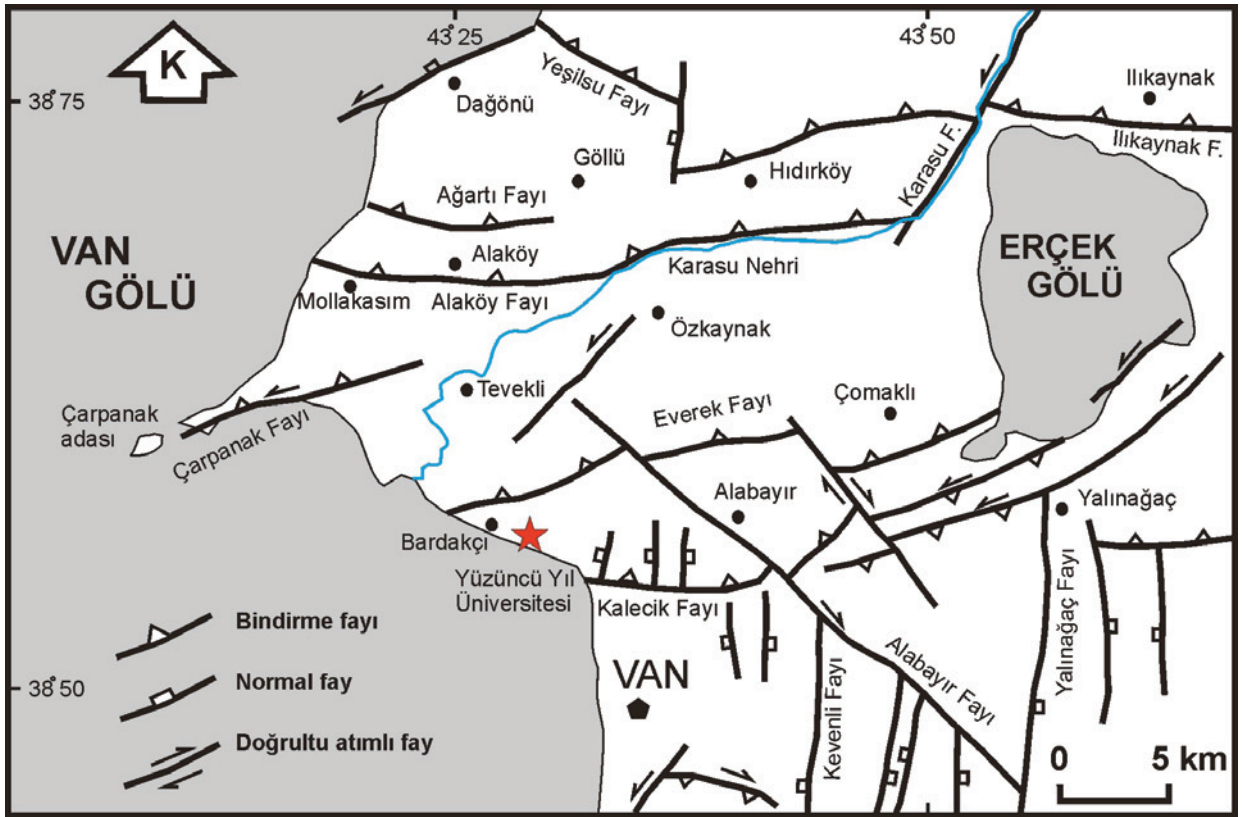 43°25
43°50
K
38°75
Dağönü
Yeşilsu Fayı
Ilıkaynak
Ilıkaynak F.
Göllü
Hıdırköy
Karasu F.
Ağartı Fayı
VAN
GÖLÜ
Alaköy
Mollakasım
Alaköy Fayı
Karasu Nehri
ERÇEK
GÖLÜ
Özkaynak
Tevekli
Çarpanak
adası
Çarpanak Fayı
Everek Fayı
Çomaklı
Bardakçı
Alabayır
Yalınağaç
Yüzüncü Yıl
Üniversitesi
Kalecik Fayı
Bindirme fayı
Normal fay
Doğrultu atımlı fay
38°50
VAN
Kevenli Fayı
Alabayır Fayı
Yalınağaç Fayı
0 5 km